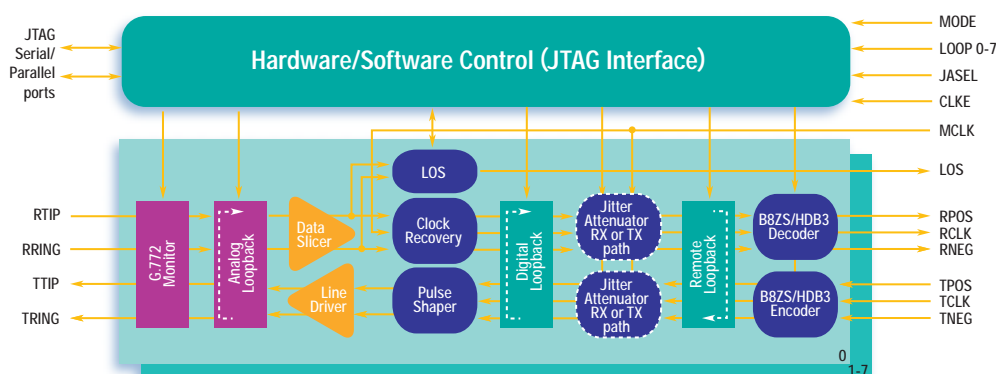 JTAG
Serial/
Parallel
ports
Hardware/Software Control (JTAG Interface)
MODE
LOOP 0-7
JASEL
CLKE
MCLK
LOS
LOS
RTIP
RRING
TTIP
TRING
G.772
Monitor
Analog
Loopback
Data
Slicer
Line
Driver
Clock
Recovery
Pulse
Shaper
Digital
Loopback
Jitter
Attenuator
RX or TX
path
Jitter
Attenuator
RX or TX
path
Remote
Loopback
B8ZS/HDB3
Decoder
B8ZS/HDB3
Encoder
RPOS
RCLK
RNEG
TPOS
TCLK
TNEG
0
1-7